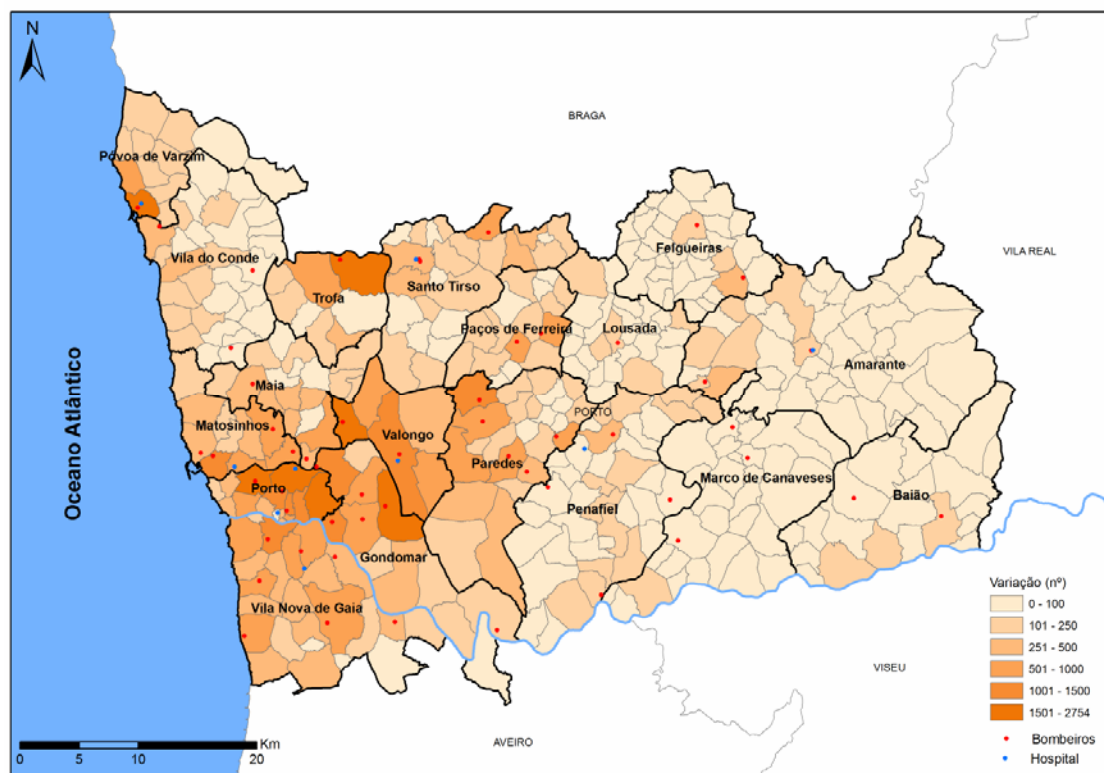 N
BRAGA
Póvoa de Varzim
Felgueiras
VILA REAL
Vila do Conde
Santo Tirso
Trofa
Paços de Ferreira
Lousada
Amarante
Maia
PORTO
Matosinhos
Valongo
Paredes
Marco de Canaveses
Oceano Atlântico
Porto
Baião
Penafiel
Gondomar
Vila Nova de Gaia
Variação (nº)
0 - 100
101 - 250
251 - 500
501 - 1000
1001 - 1500
1501 - 2754
Bombeiros
Hospital
VISEU
AVEIRO
Km
0 5 10 20